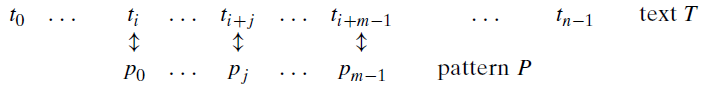 t₀ ... tᵢ ... tᵢ₊ⱼ ... tᵢ₊ₘ₋₁ ... tₙ₋₁ text T
↕ ↕ ↕
p₀ ... pⱼ ... pₘ₋₁ pattern P